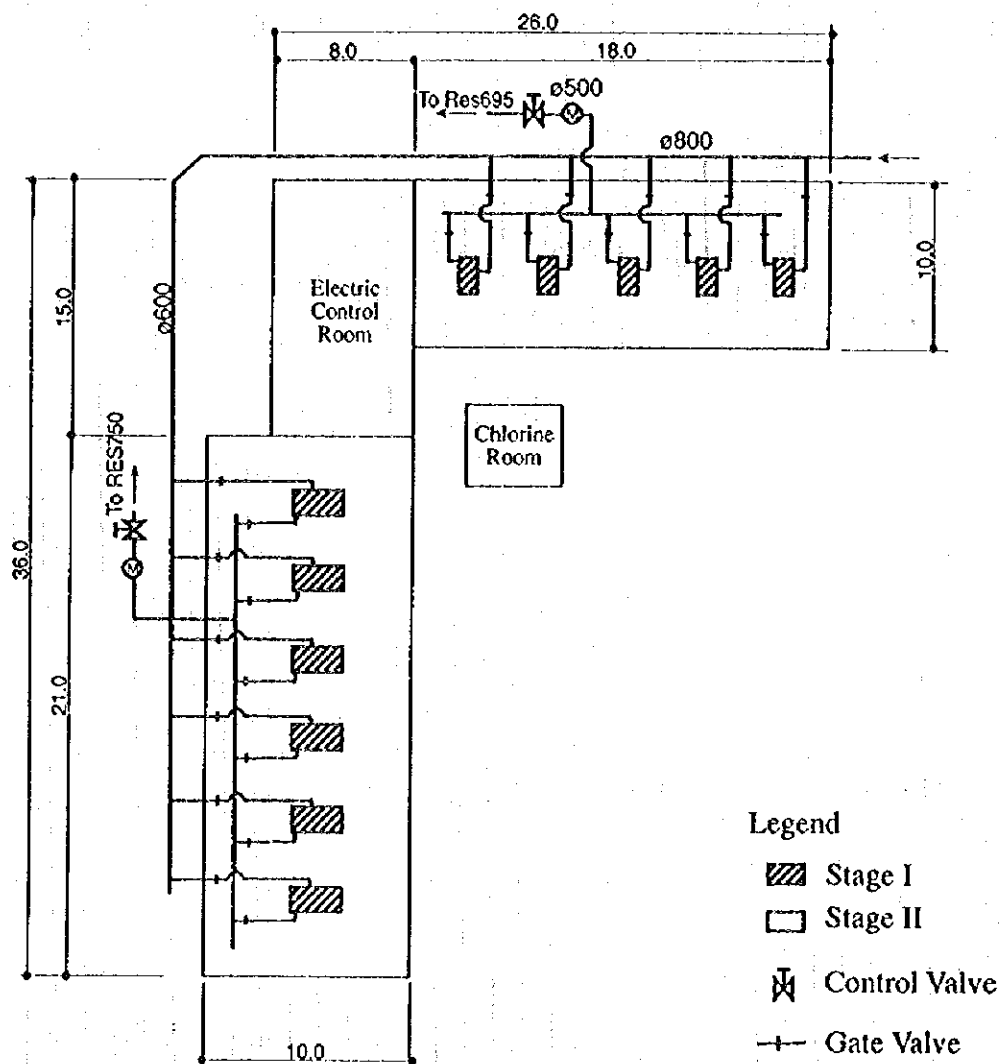 26.0
8.0
18.0
To Res695
ø500
ø800
ø600
15.0
36.0
21.0
10.0
Electric
Control
Room
To RES750
M
M
Chlorine
Room
10.0
Legend
Stage I
Stage II
Control Valve
Gate Valve